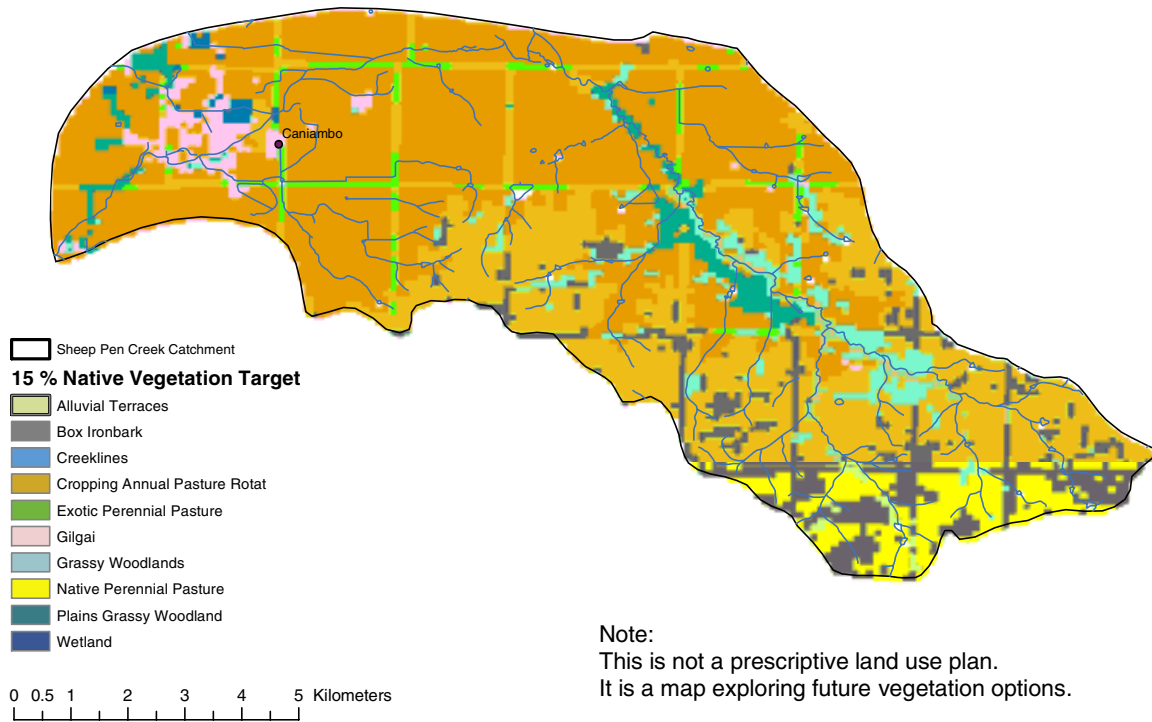 Caniambo
Sheep Pen Creek Catchment
15 % Native Vegetation Target
Alluvial Terraces
Box Ironbark
Creeklines
Cropping Annual Pasture Rotat
Exotic Perennial Pasture
Gilgai
Grassy Woodlands
Native Perennial Pasture
Plains Grassy Woodland
Wetland
0 0.5 1 2 3 4 5 Kilometers
Note:
This is not a prescriptive land use plan.
It is a map exploring future vegetation options.